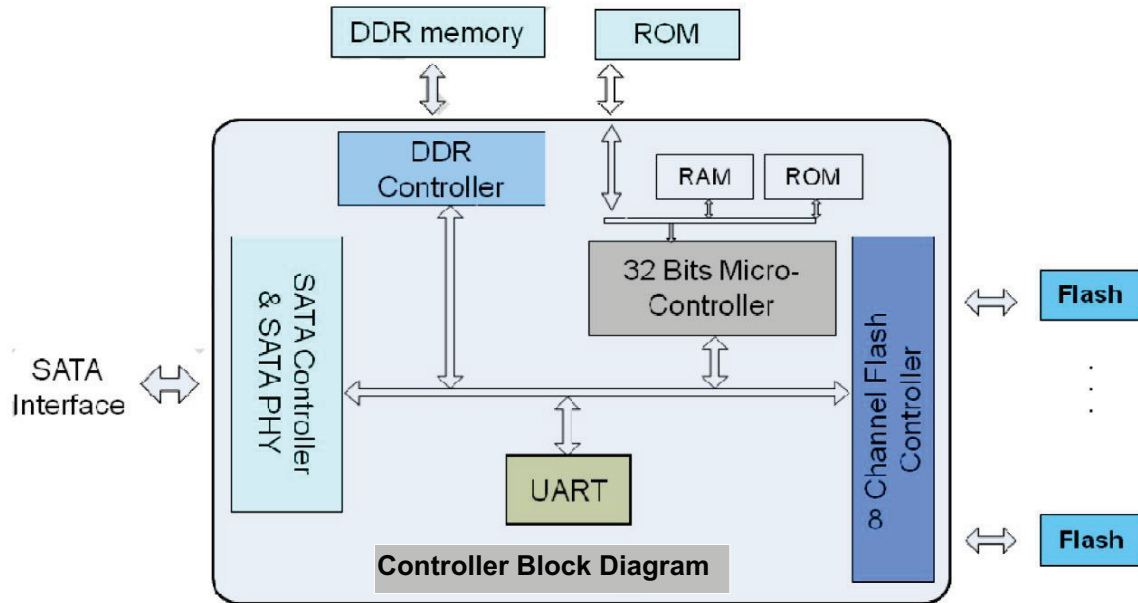 DDR memory
ROM
DDR
Controller
RAM
ROM
32 Bits Micro-
Controller
SATA Controller
& SATA PHY
SATA
Interface
8 Channel Flash
Controller
Flash
Flash
UART
Controller Block Diagram